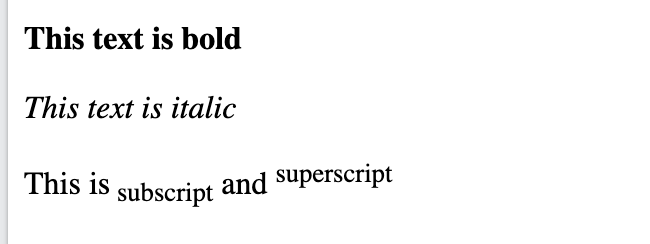 This text is bold
This text is italic
This is subscript and superscript